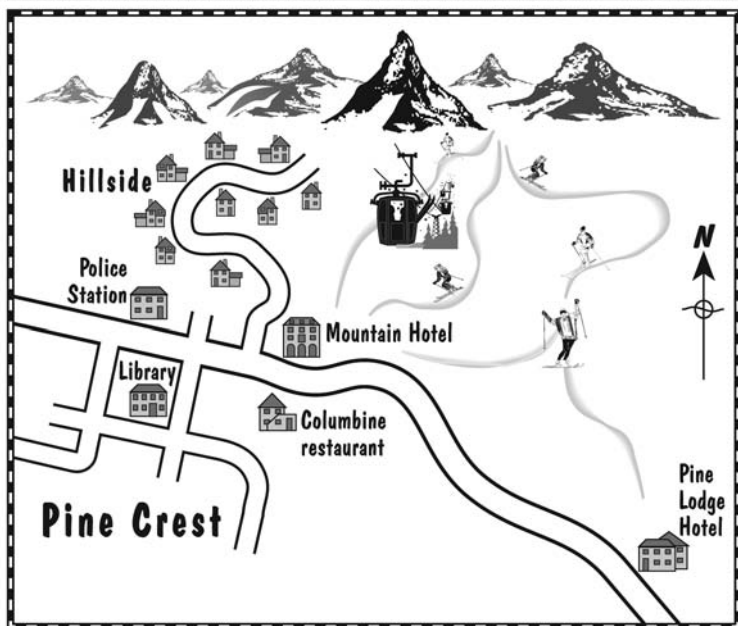 Hillside
N
Police
Station
Mountain Hotel
Library
Columbine
restaurant
Pine
Lodge
Hotel
Pine Crest